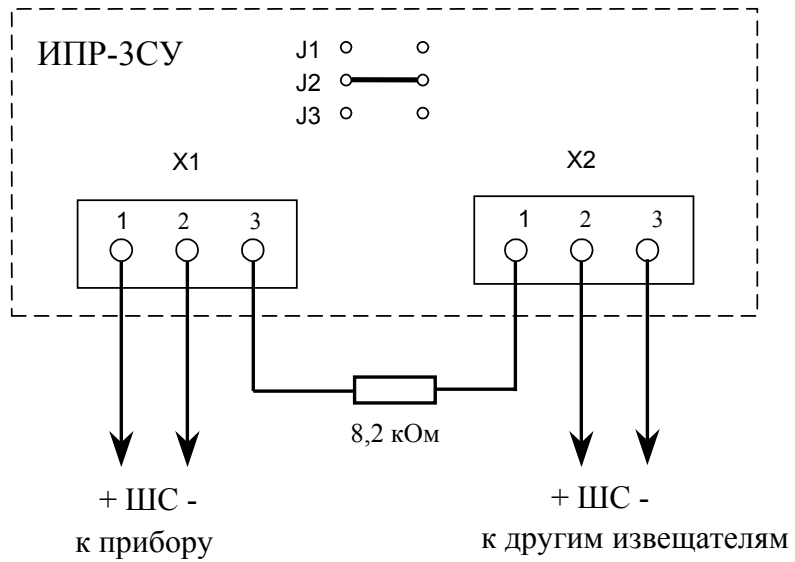 ИПР-3СУ
J1
J2
J3
X1
X2
1 2 3
1 2 3
8,2 кОм
+ ШС -
к прибору
+ ШС -
к другим извещателям